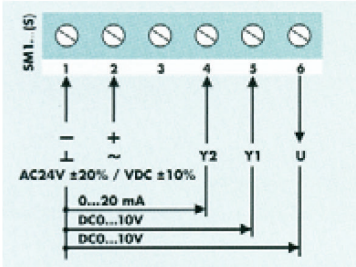 SM1...(S)
1 2 3 4 5 6
− +
⊥ ~ Y2 Y1 U
AC24V ±20% / VDC ±10%
0...20 mA
DC0...10V
DC0...10V